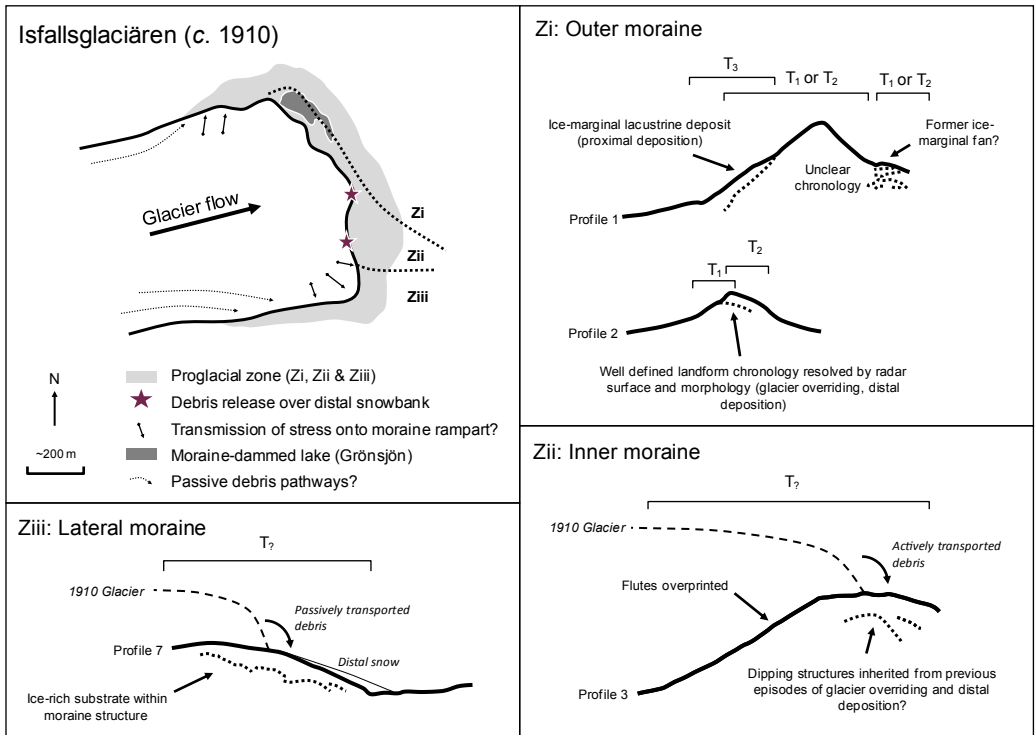 Isfallsglaciären (c. 1910)
Glacier flow
Zi
Zii
Ziii
N
~200 m
Proglacial zone (Zi, Zii & Ziii)
Debris release over distal snowbank
Transmission of stress onto moraine rampart?
Moraine-dammed lake (Grönsjön)
Passive debris pathways?
Zi: Outer moraine
T₃
T₁ or T₂
T₁ or T₂
Ice-marginal lacustrine deposit
(proximal deposition)
Former ice-
marginal fan?
Unclear
chronology
Profile 1
T₂
T₁
Profile 2
Well defined landform chronology resolved by radar
surface and morphology (glacier overriding, distal
deposition)
Ziii: Lateral moraine
T?
1910 Glacier
Passively transported
debris
Profile 7
Distal snow
Ice-rich substrate within
moraine structure
Zii: Inner moraine
T?
1910 Glacier
Actively transported
debris
Flutes overprinted
Profile 3
Dipping structures inherited from previous
episodes of glacier overriding and distal
deposition?